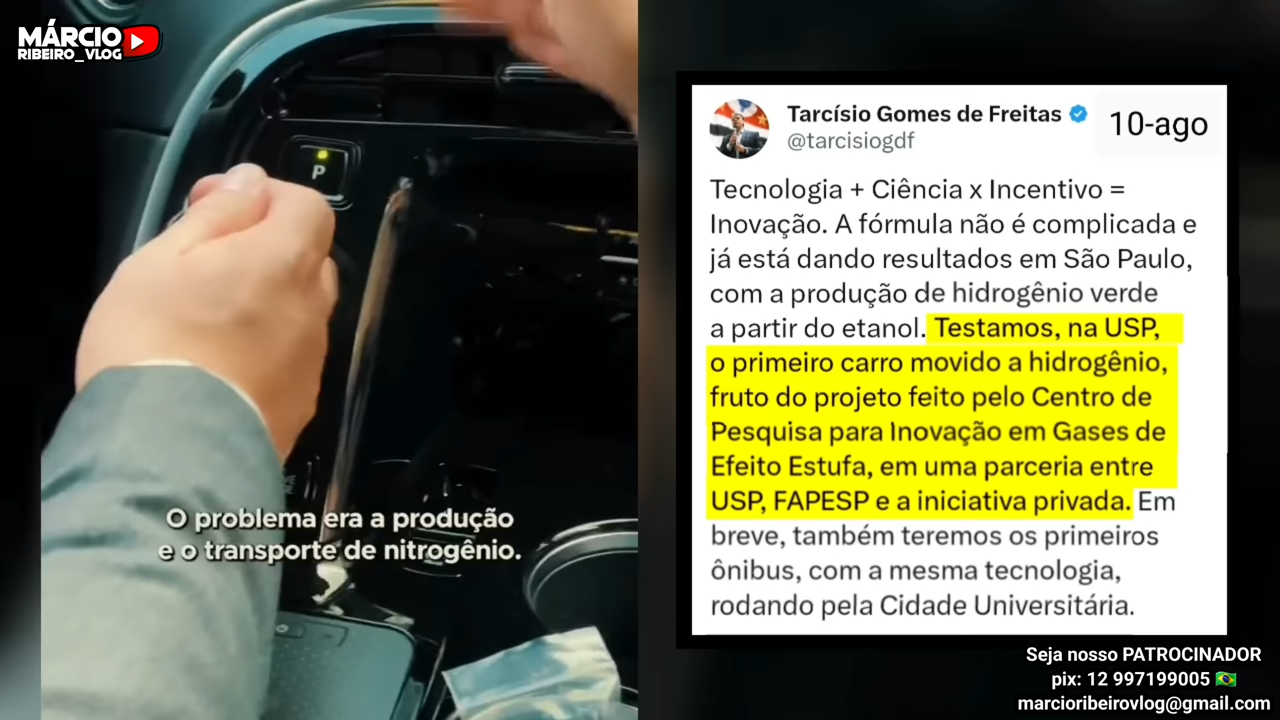 MÁRCIO
RIBEIRO_VLOG
P
O problema era a produção
e o transporte de nitrogênio.
Tarcísio Gomes de Freitas
@tarcisiogdf
10-ago
Tecnologia + Ciência x Incentivo =
Inovação. A fórmula não é complicada e
já está dando resultados em São Paulo,
com a produção de hidrogênio verde
a partir do etanol. Testamos, na USP,
o primeiro carro movido a hidrogênio,
fruto do projeto feito pelo Centro de
Pesquisa para Inovação em Gases de
Efeito Estufa, em uma parceria entre
USP, FAPESP e a iniciativa privada. Em
breve, também teremos os primeiros
ônibus, com a mesma tecnologia,
rodando pela Cidade Universitária.
Seja nosso PATROCINADOR
pix: 12 997199005 🇧🇷
marcioribeirovlog@gmail.com